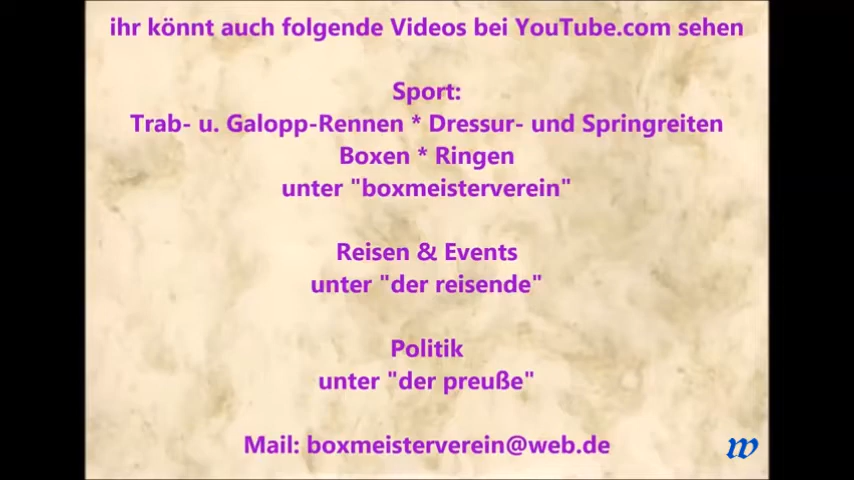 ihr könnt auch folgende Videos bei YouTube.com sehen
Sport:
Trab- u. Galopp-Rennen * Dressur- und Springreiten
Boxen * Ringen
unter "boxmeisterverein"
Reisen & Events
unter "der reisende"
Politik
unter "der preuße"
Mail: boxmeisterverein@web.de
w